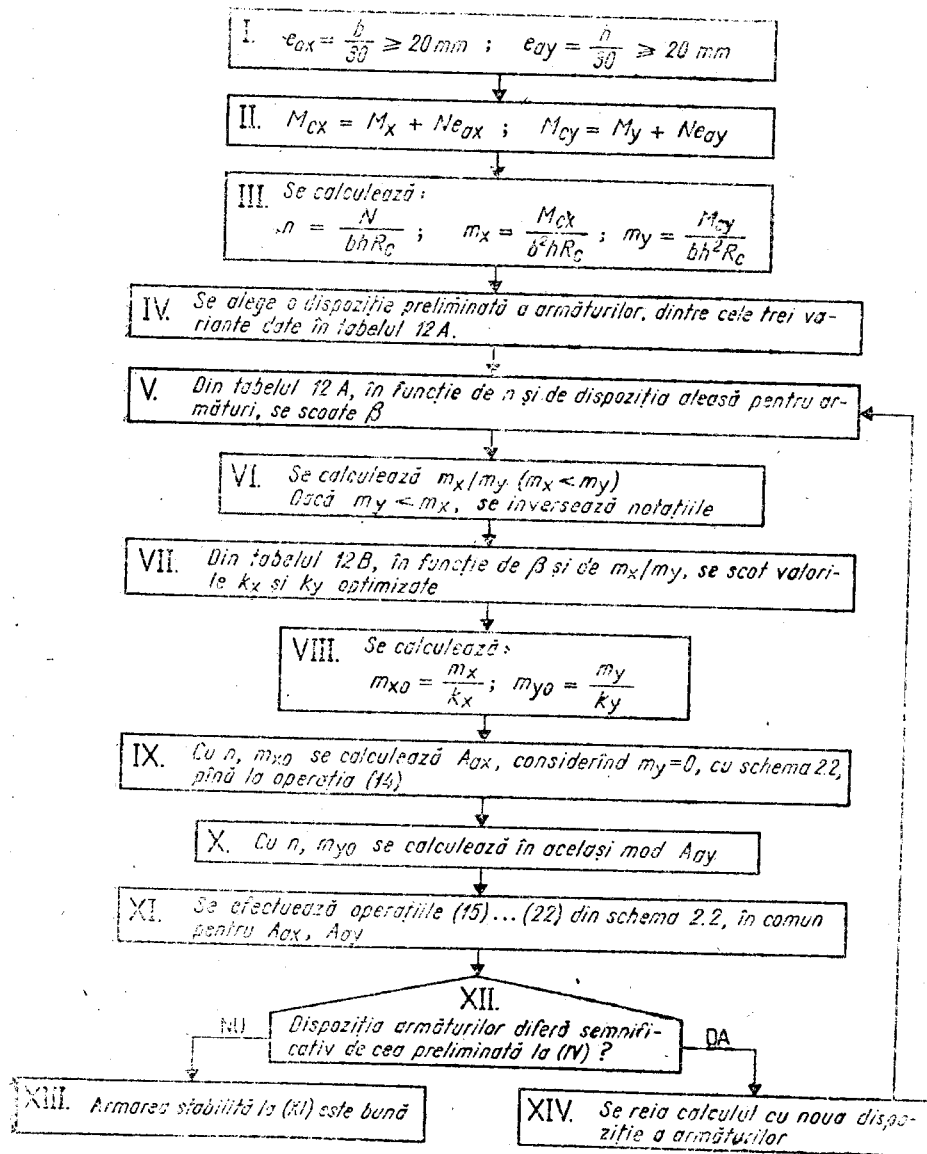 I. e_ax = b/30 ⩾ 20 mm ; e_ay = h/30 ⩾ 20 mm
II. M_cx = M_x + Ne_ax ; M_cy = M_y + Ne_ay
III. Se calculează :
n = N/bhR_c ; m_x = M_cx/b²hR_c ; m_y = M_cy/bh²R_c
IV. Se alege o dispoziție preliminată a armăturilor, dintre cele trei va-
riante date în tabelul 12A.
V. Din tabelul 12 A, în funcție de n și de dispoziția aleasă pentru ar-
mături, se scoate β
VI. Se calculează m_x/m_y (m_x < m_y)
Dacă m_y < m_x, se inversează notațiile
VII. Din tabelul 12B, în funcție de β și de m_x/m_y, se scot valori-
le k_x și k_y optimizate
VIII. Se calculează :
m_x0 = m_x/k_x ; m_y0 = m_y/k_y
IX. Cu n, m_x0 se calculează A_ax, considerînd m_y=0, cu schema 2.2,
pînă la operația (14)
X. Cu n, m_y0 se calculează în același mod A_ay
XI. Se efectuează operațiile (15)...(22) din schema 2.2, în comun
pentru A_ax, A_ay
XII.
Dispoziția armăturilor diferă semnifi-
cativ de cea preliminată la (IV) ?
NU
DA
XIII. Armarea stabilită la (XI) este bună
XIV. Se reia calculul cu noua dispo-
ziție a armăturilor